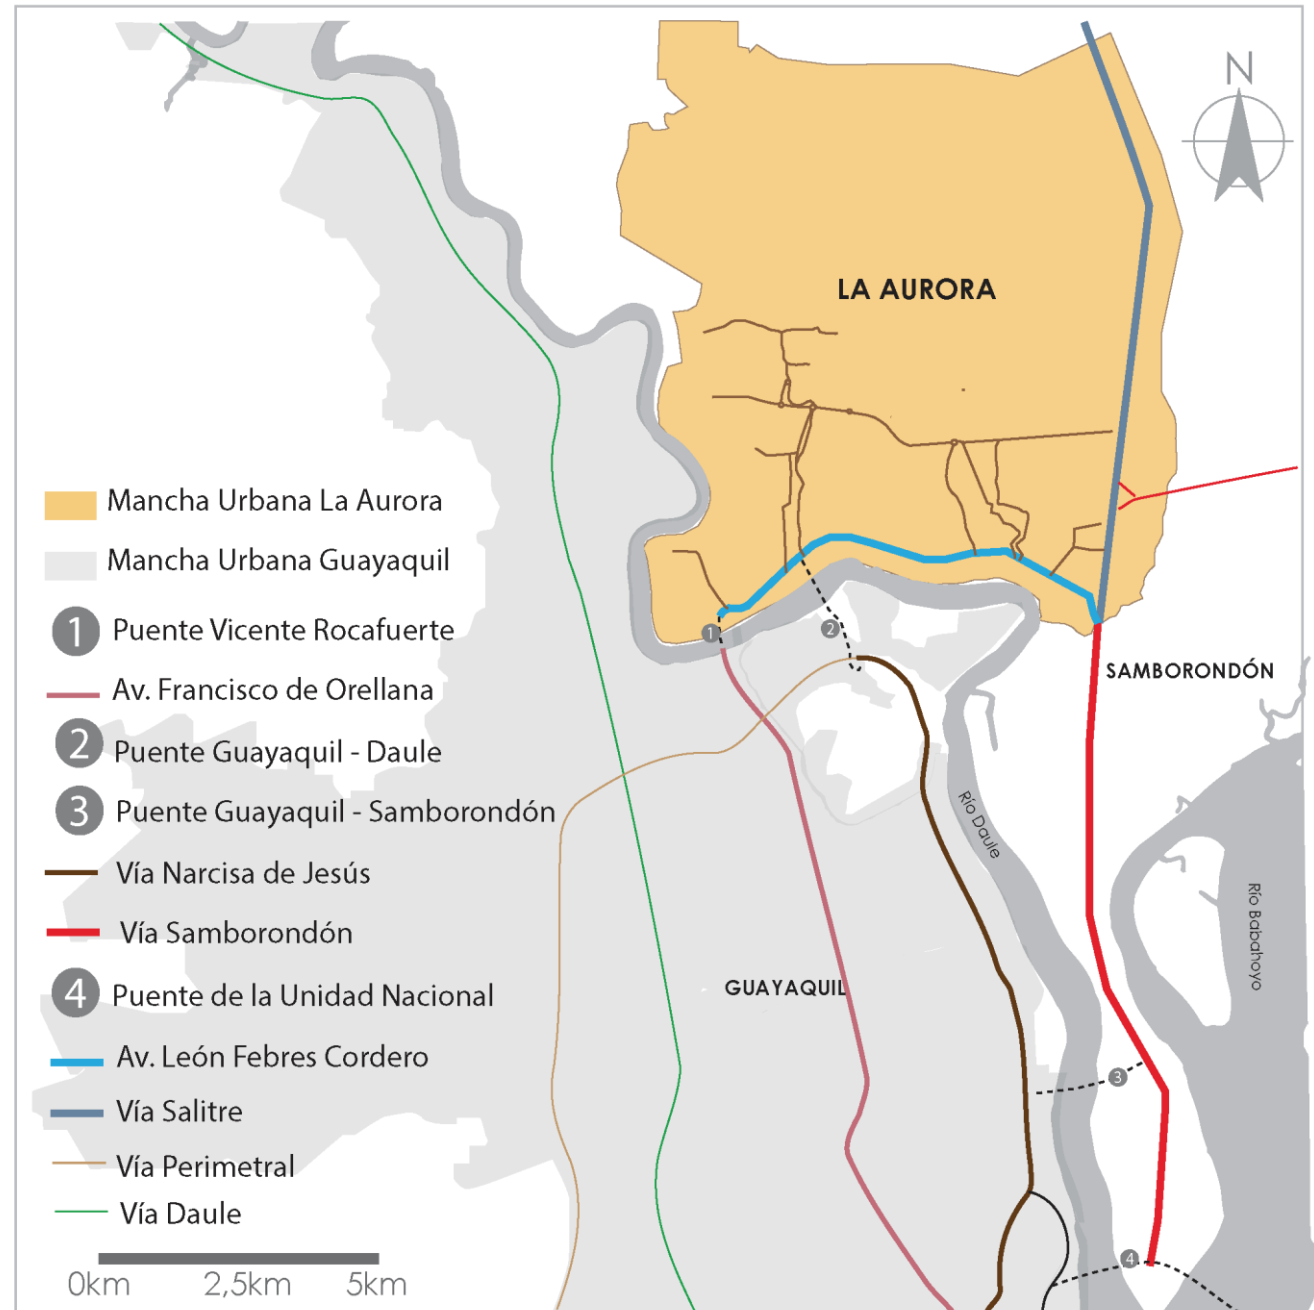 N
LA AURORA
Mancha Urbana La Aurora
Mancha Urbana Guayaquil
1 Puente Vicente Rocafuerte
Av. Francisco de Orellana
2 Puente Guayaquil - Daule
3 Puente Guayaquil - Samborondón
Vía Narcisa de Jesús
Vía Samborondón
4 Puente de la Unidad Nacional
Av. León Febres Cordero
Vía Salitre
Vía Perimetral
Vía Daule
0km 2,5km 5km
1
2
SAMBORONDÓN
Río Daule
Río Babahoyo
GUAYAQUIL
3
4